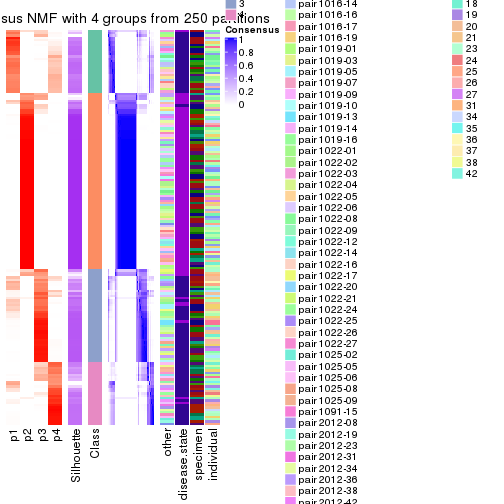 sus NMF with 4 groups from 250 partitions
3
4
Consensus
1
0.8
0.6
0.4
0.2
0
p1
p2
p3
p4
Silhouette
Class
other
disease.state
specimen
individual
pair1016-14
pair1016-16
pair1016-17
pair1016-19
pair1019-01
pair1019-03
pair1019-05
pair1019-07
pair1019-09
pair1019-10
pair1019-13
pair1019-14
pair1019-16
pair1022-01
pair1022-02
pair1022-03
pair1022-04
pair1022-05
pair1022-06
pair1022-08
pair1022-09
pair1022-12
pair1022-14
pair1022-16
pair1022-17
pair1022-20
pair1022-21
pair1022-24
pair1022-25
pair1022-26
pair1022-27
pair1025-02
pair1025-05
pair1025-06
pair1025-08
pair1025-09
pair1091-15
pair2012-08
pair2012-19
pair2012-23
pair2012-31
pair2012-34
pair2012-36
pair2012-38
pair2012-42
18
19
20
21
23
24
25
26
27
31
34
35
36
37
38
42